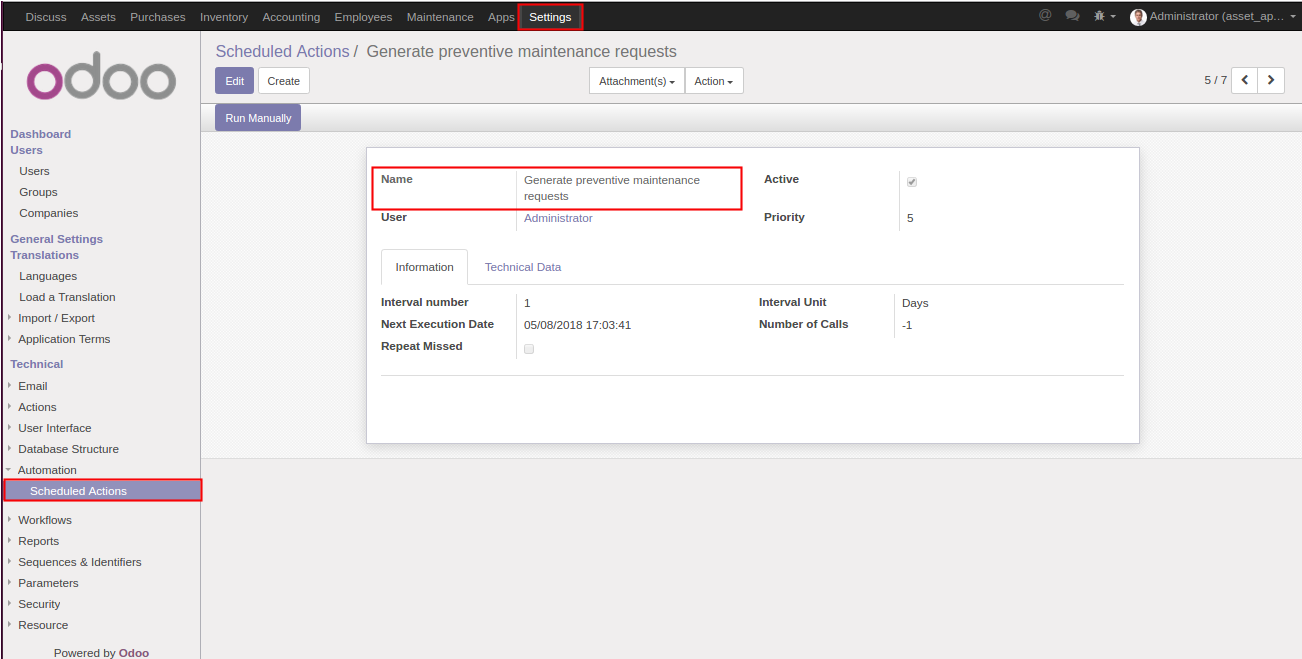 Discuss Assets Purchases Inventory Accounting Employees Maintenance Apps Settings @ Administrator (asset_ap...
odoo
Scheduled Actions / Generate preventive maintenance requests
Edit Create Attachment(s) Action 5 / 7
Run Manually
Dashboard
Users
Users
Groups
Companies
General Settings
Translations
Languages
Load a Translation
Import / Export
Application Terms
Technical
Email
Actions
User Interface
Database Structure
Automation
Scheduled Actions
Workflows
Reports
Sequences & Identifiers
Parameters
Security
Resource
Powered by Odoo
Name Generate preventive maintenance
requests
Active
User Administrator
Priority 5
Information Technical Data
Interval number 1 Interval Unit Days
Next Execution Date 05/08/2018 17:03:41 Number of Calls -1
Repeat Missed